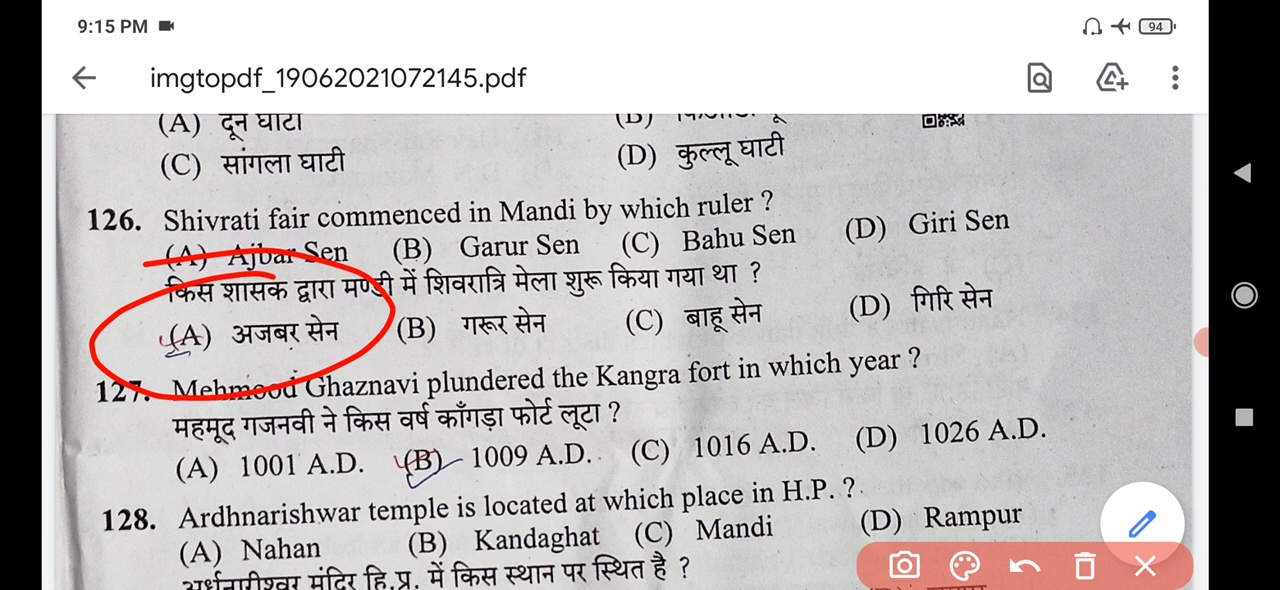 9:15 PM
94
imgtopdf_19062021072145.pdf
(A) दून घाटी
(C) सांगला घाटी
(D) कुल्लू घाटी
126. Shivrati fair commenced in Mandi by which ruler ?
(A) Ajbar Sen (B) Garur Sen (C) Bahu Sen (D) Giri Sen
किस शासक द्वारा मण्डी में शिवरात्रि मेला शुरू किया गया था ?
(A) अजबर सेन (B) गरूर सेन (C) बाहू सेन (D) गिरि सेन
127. Mehmood Ghaznavi plundered the Kangra fort in which year ?
महमूद गजनवी ने किस वर्ष काँगड़ा फोर्ट लूटा ?
(A) 1001 A.D. (B) 1009 A.D. (C) 1016 A.D. (D) 1026 A.D.
128. Ardhnarishwar temple is located at which place in H.P. ?
(A) Nahan (B) Kandaghat (C) Mandi (D) Rampur
अर्धनारीश्वर मंदिर हि.प्र. में किस स्थान पर स्थित है ?